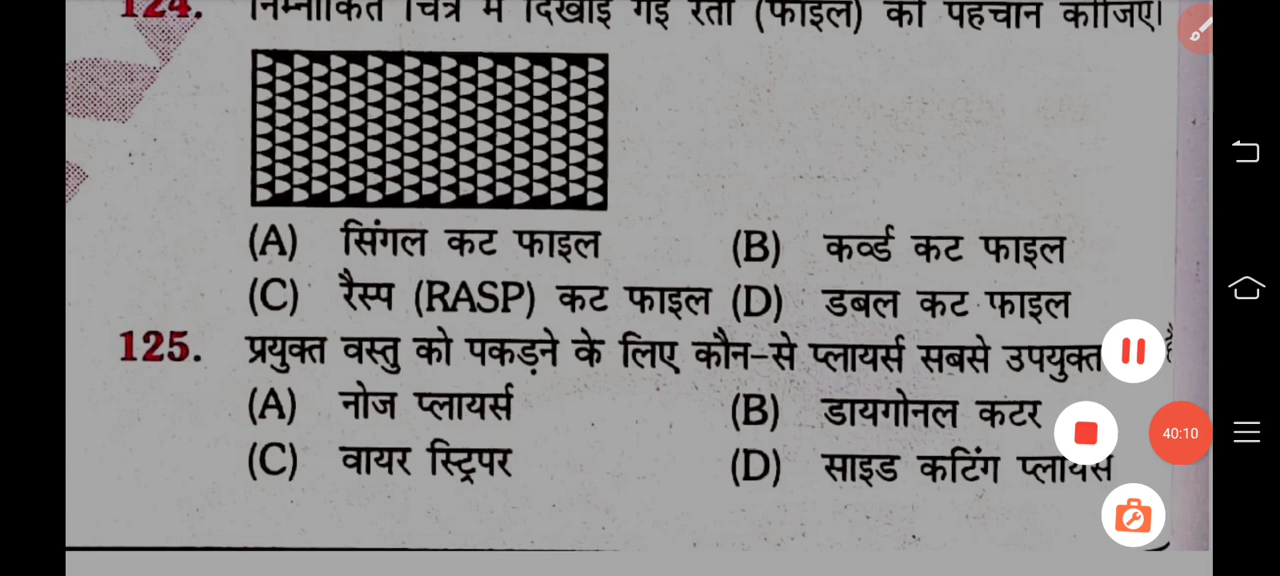 124. निम्नांकित चित्र में दिखाई गई रेती (फाइल) की पहचान कीजिए।
(A) सिंगल कट फाइल (B) कर्व्ड कट फाइल
(C) रैस्प (RASP) कट फाइल (D) डबल कट फाइल
125. प्रयुक्त वस्तु को पकड़ने के लिए कौन-से प्लायर्स सबसे उपयुक्त है
(A) नोज प्लायर्स (B) डायगोनल कटर
(C) वायर स्ट्रिपर (D) साइड कटिंग प्लायर्स
40:10